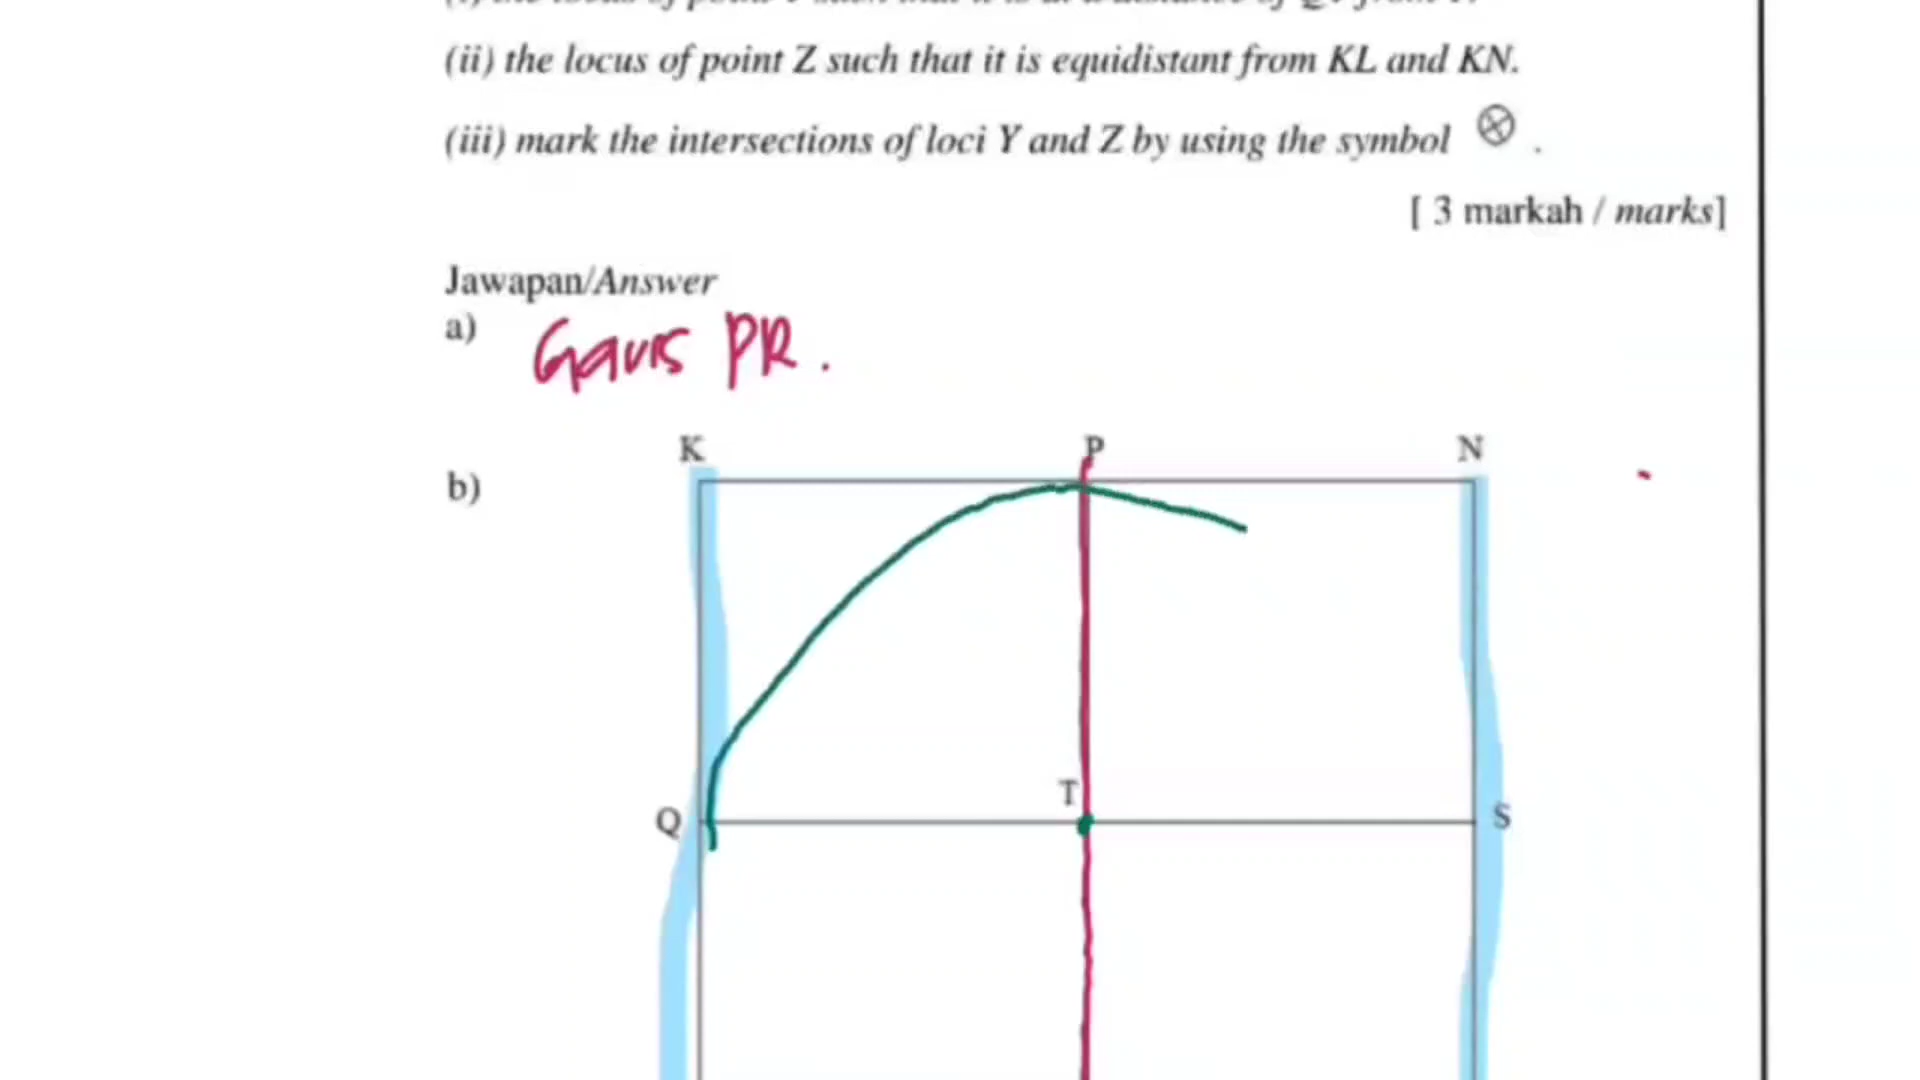 (ii) the locus of point Z such that it is equidistant from KL and KN.
(iii) mark the intersections of loci Y and Z by using the symbol ⊗ .
[ 3 markah / marks]
Jawapan/Answer
a) Garis PR.
K P N
b)
T
Q S